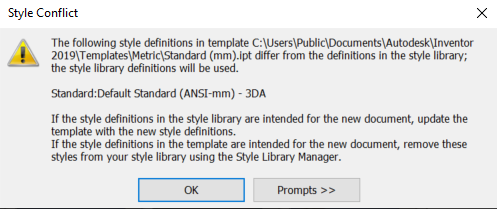 Style Conflict
The following style definitions in template C:\Users\Public\Documents\Autodesk\Inventor
2019\Templates\Metric\Standard (mm).ipt differ from the definitions in the style library;
the style library definitions will be used.
Standard:Default Standard (ANSI-mm) - 3DA
If the style definitions in the style library are intended for the new document, update the
template with the new style definitions.
If the style definitions in the template are intended for the new document, remove these
styles from your style library using the Style Library Manager.
OK
Prompts >>